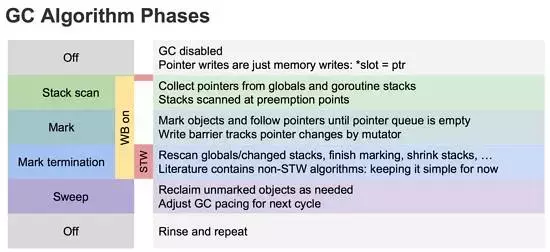 GC Algorithm Phases
Off
GC disabled
Pointer writes are just memory writes: *slot = ptr
Stack scan
Collect pointers from globals and goroutine stacks
Stacks scanned at preemption points
WB on
Mark
Mark objects and follow pointers until pointer queue is empty
Write barrier tracks pointer changes by mutator
Mark termination
STW
Rescan globals/changed stacks, finish marking, shrink stacks, …
Literature contains non-STW algorithms: keeping it simple for now
Sweep
Reclaim unmarked objects as needed
Adjust GC pacing for next cycle
Off
Rinse and repeat